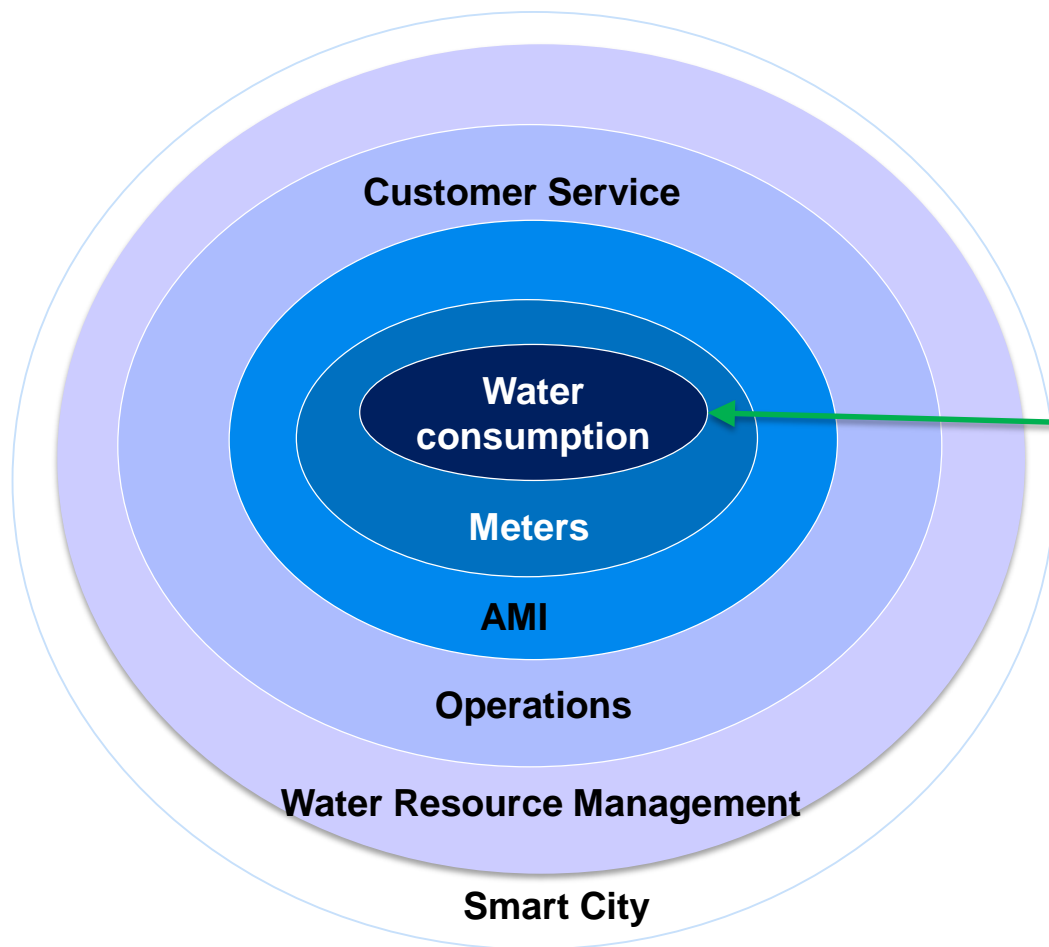 Customer Service
Water
consumption
Meters
AMI
Operations
Water Resource Management
Smart City